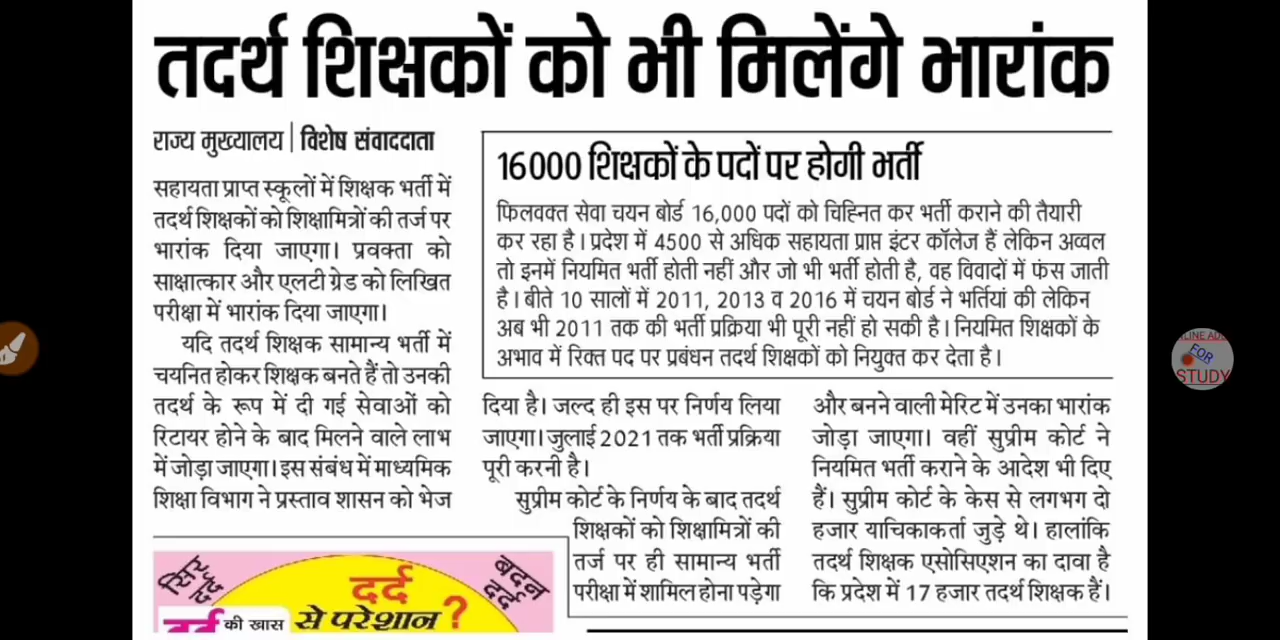 तदर्थ शिक्षकों को भी मिलेंगे भारांक
राज्य मुख्यालय | विशेष संवाददाता
सहायता प्राप्त स्कूलों में शिक्षक भर्ती में
तदर्थ शिक्षकों को शिक्षामित्रों की तर्ज पर
भारांक दिया जाएगा। प्रवक्ता को
साक्षात्कार और एलटी ग्रेड को लिखित
परीक्षा में भारांक दिया जाएगा।
यदि तदर्थ शिक्षक सामान्य भर्ती में
चयनित होकर शिक्षक बनते हैं तो उनकी
तदर्थ के रूप में दी गई सेवाओं को
रिटायर होने के बाद मिलने वाले लाभ
में जोड़ा जाएगा। इस संबंध में माध्यमिक
शिक्षा विभाग ने प्रस्ताव शासन को भेज
16000 शिक्षकों के पदों पर होगी भर्ती
फिलवक्त सेवा चयन बोर्ड 16,000 पदों को चिह्नित कर भर्ती कराने की तैयारी
कर रहा है। प्रदेश में 4500 से अधिक सहायता प्राप्त इंटर कॉलेज हैं लेकिन अव्वल
तो इनमें नियमित भर्ती होती नहीं और जो भी भर्ती होती है, वह विवादों में फंस जाती
है। बीते 10 सालों में 2011, 2013 व 2016 में चयन बोर्ड ने भर्तियां की लेकिन
अब भी 2011 तक की भर्ती प्रक्रिया भी पूरी नहीं हो सकी है। नियमित शिक्षकों के
अभाव में रिक्त पद पर प्रबंधन तदर्थ शिक्षकों को नियुक्त कर देता है।
दिया है। जल्द ही इस पर निर्णय लिया
जाएगा। जुलाई 2021 तक भर्ती प्रक्रिया
पूरी करनी है।
सुप्रीम कोर्ट के निर्णय के बाद तदर्थ
शिक्षकों को शिक्षामित्रों की
तर्ज पर ही सामान्य भर्ती
परीक्षा में शामिल होना पड़ेगा
और बनने वाली मेरिट में उनका भारांक
जोड़ा जाएगा। वहीं सुप्रीम कोर्ट ने
नियमित भर्ती कराने के आदेश भी दिए
हैं। सुप्रीम कोर्ट के केस से लगभग दो
हजार याचिकाकर्ता जुड़े थे। हालांकि
तदर्थ शिक्षक एसोसिएशन का दावा है
कि प्रदेश में 17 हजार तदर्थ शिक्षक हैं।
सिर दर्द
दर्द
बदन दर्द
से परेशान ?
दर्द की खास
FOR
STUDY